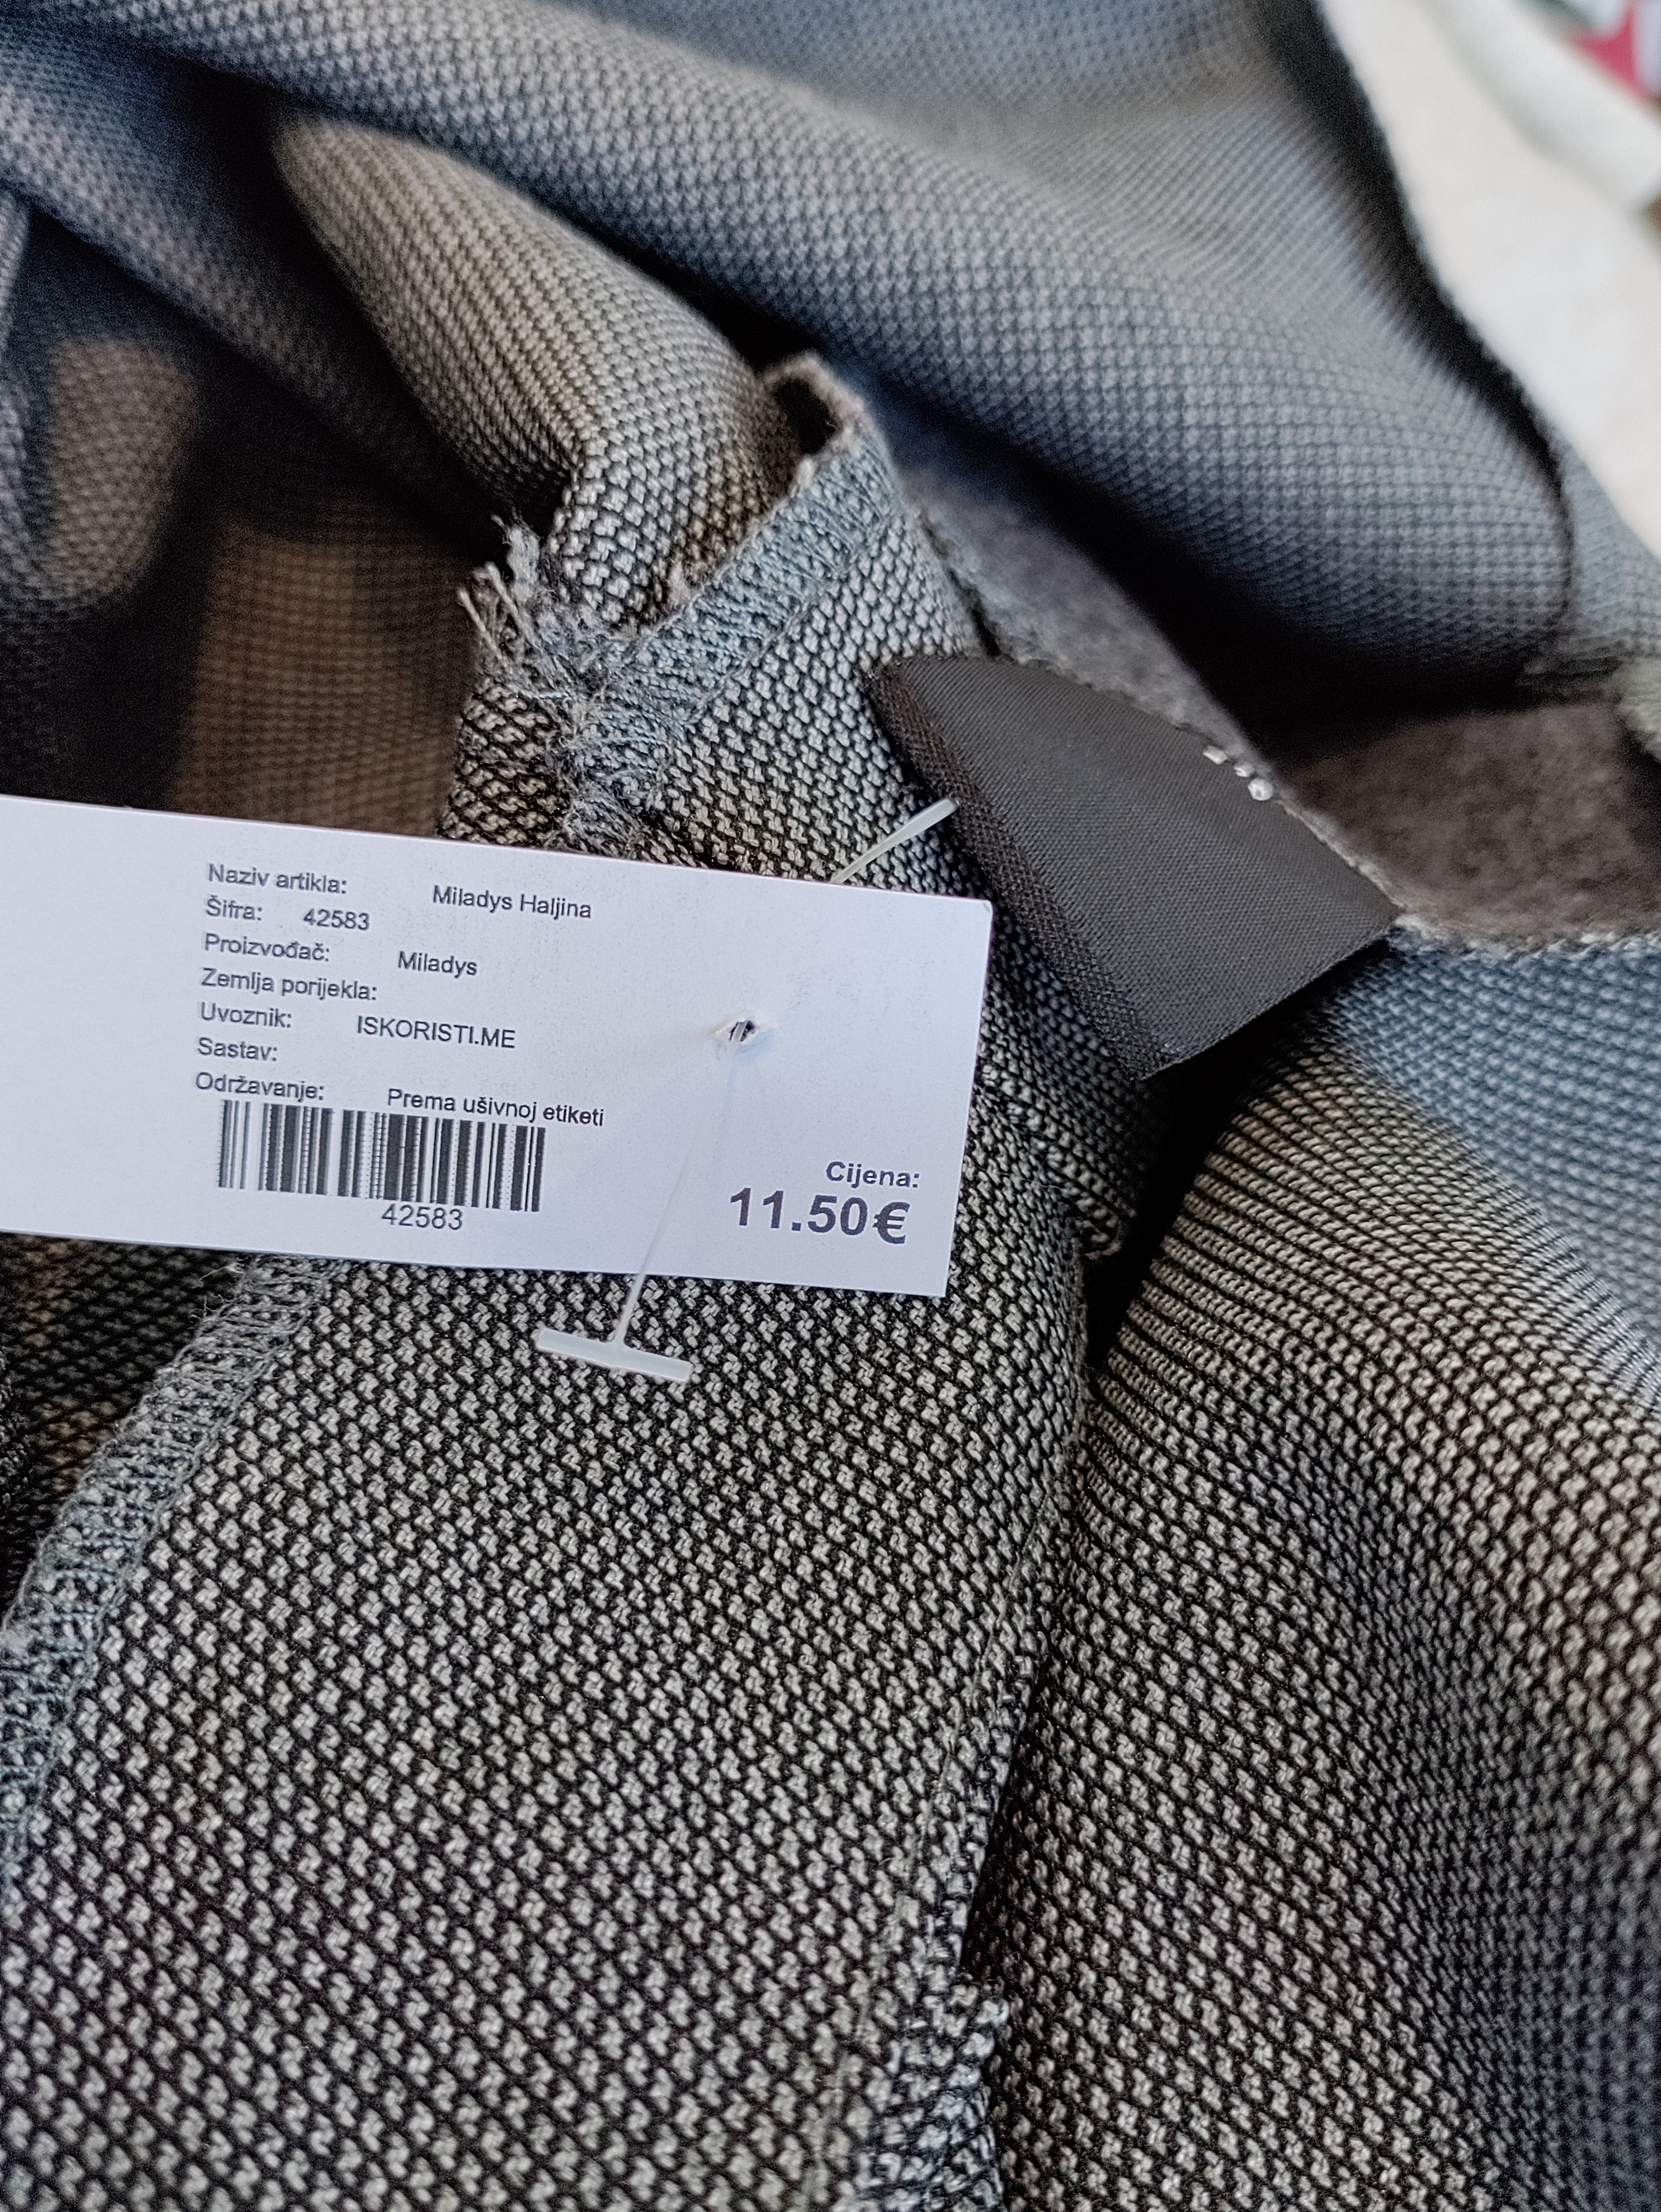 Naziv artikla: Miladys Haljina
Šifra: 42583
Proizvođač: Miladys
Zemlja porijekla:
Uvoznik: ISKORISTI.ME
Sastav:
Održavanje: Prema ušivnoj etiketi
42583
Cijena:
11.50€